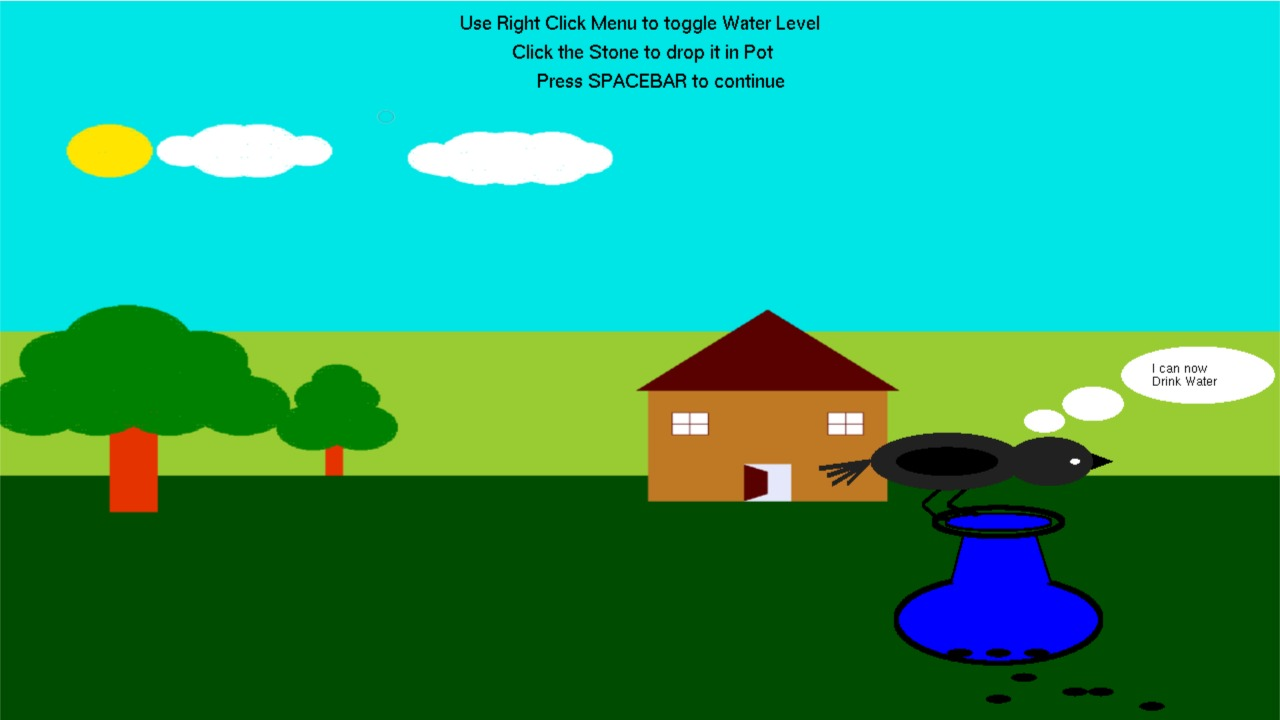 Use Right Click Menu to toggle Water Level
Click the Stone to drop it in Pot
Press SPACEBAR to continue
I can now
Drink Water